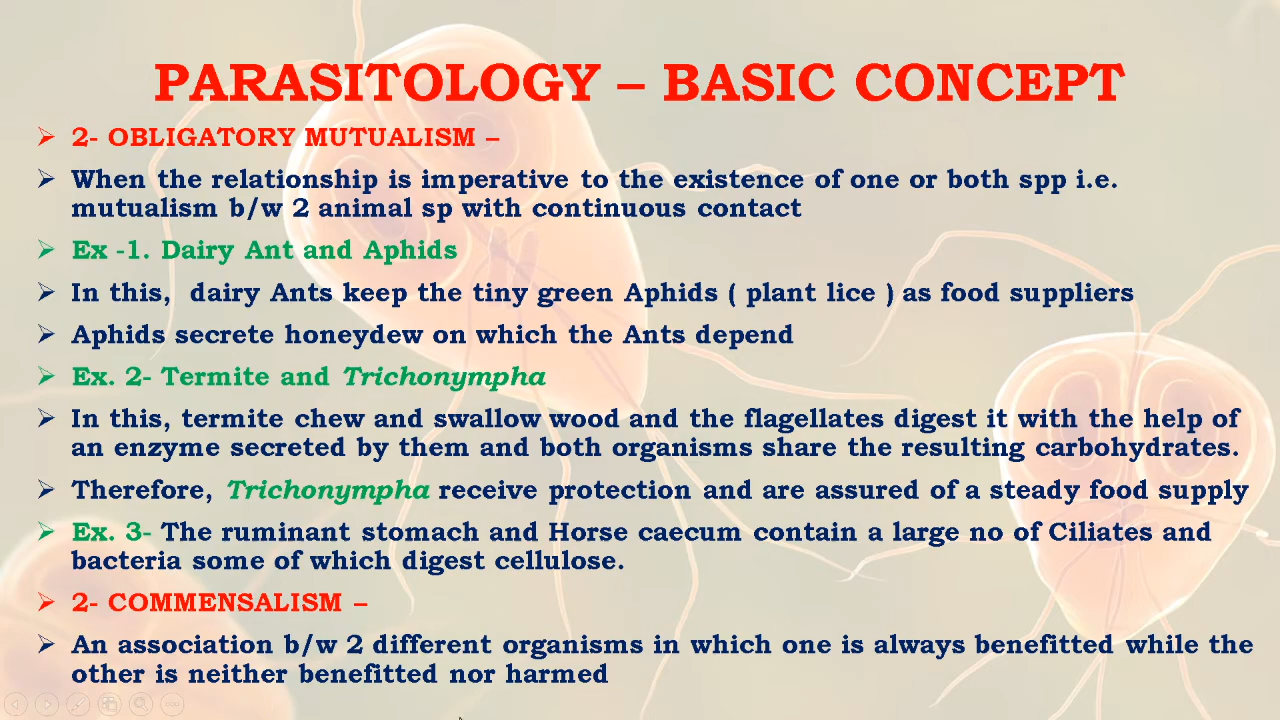 PARASITOLOGY – BASIC CONCEPT
➢ 2- OBLIGATORY MUTUALISM –
➢ When the relationship is imperative to the existence of one or both spp i.e.
mutualism b/w 2 animal sp with continuous contact
➢ Ex -1. Dairy Ant and Aphids
➢ In this, dairy Ants keep the tiny green Aphids ( plant lice ) as food suppliers
➢ Aphids secrete honeydew on which the Ants depend
➢ Ex. 2- Termite and Trichonympha
➢ In this, termite chew and swallow wood and the flagellates digest it with the help of
an enzyme secreted by them and both organisms share the resulting carbohydrates.
➢ Therefore, Trichonympha receive protection and are assured of a steady food supply
➢ Ex. 3- The ruminant stomach and Horse caecum contain a large no of Ciliates and
bacteria some of which digest cellulose.
➢ 2- COMMENSALISM –
➢ An association b/w 2 different organisms in which one is always benefitted while the
other is neither benefitted nor harmed